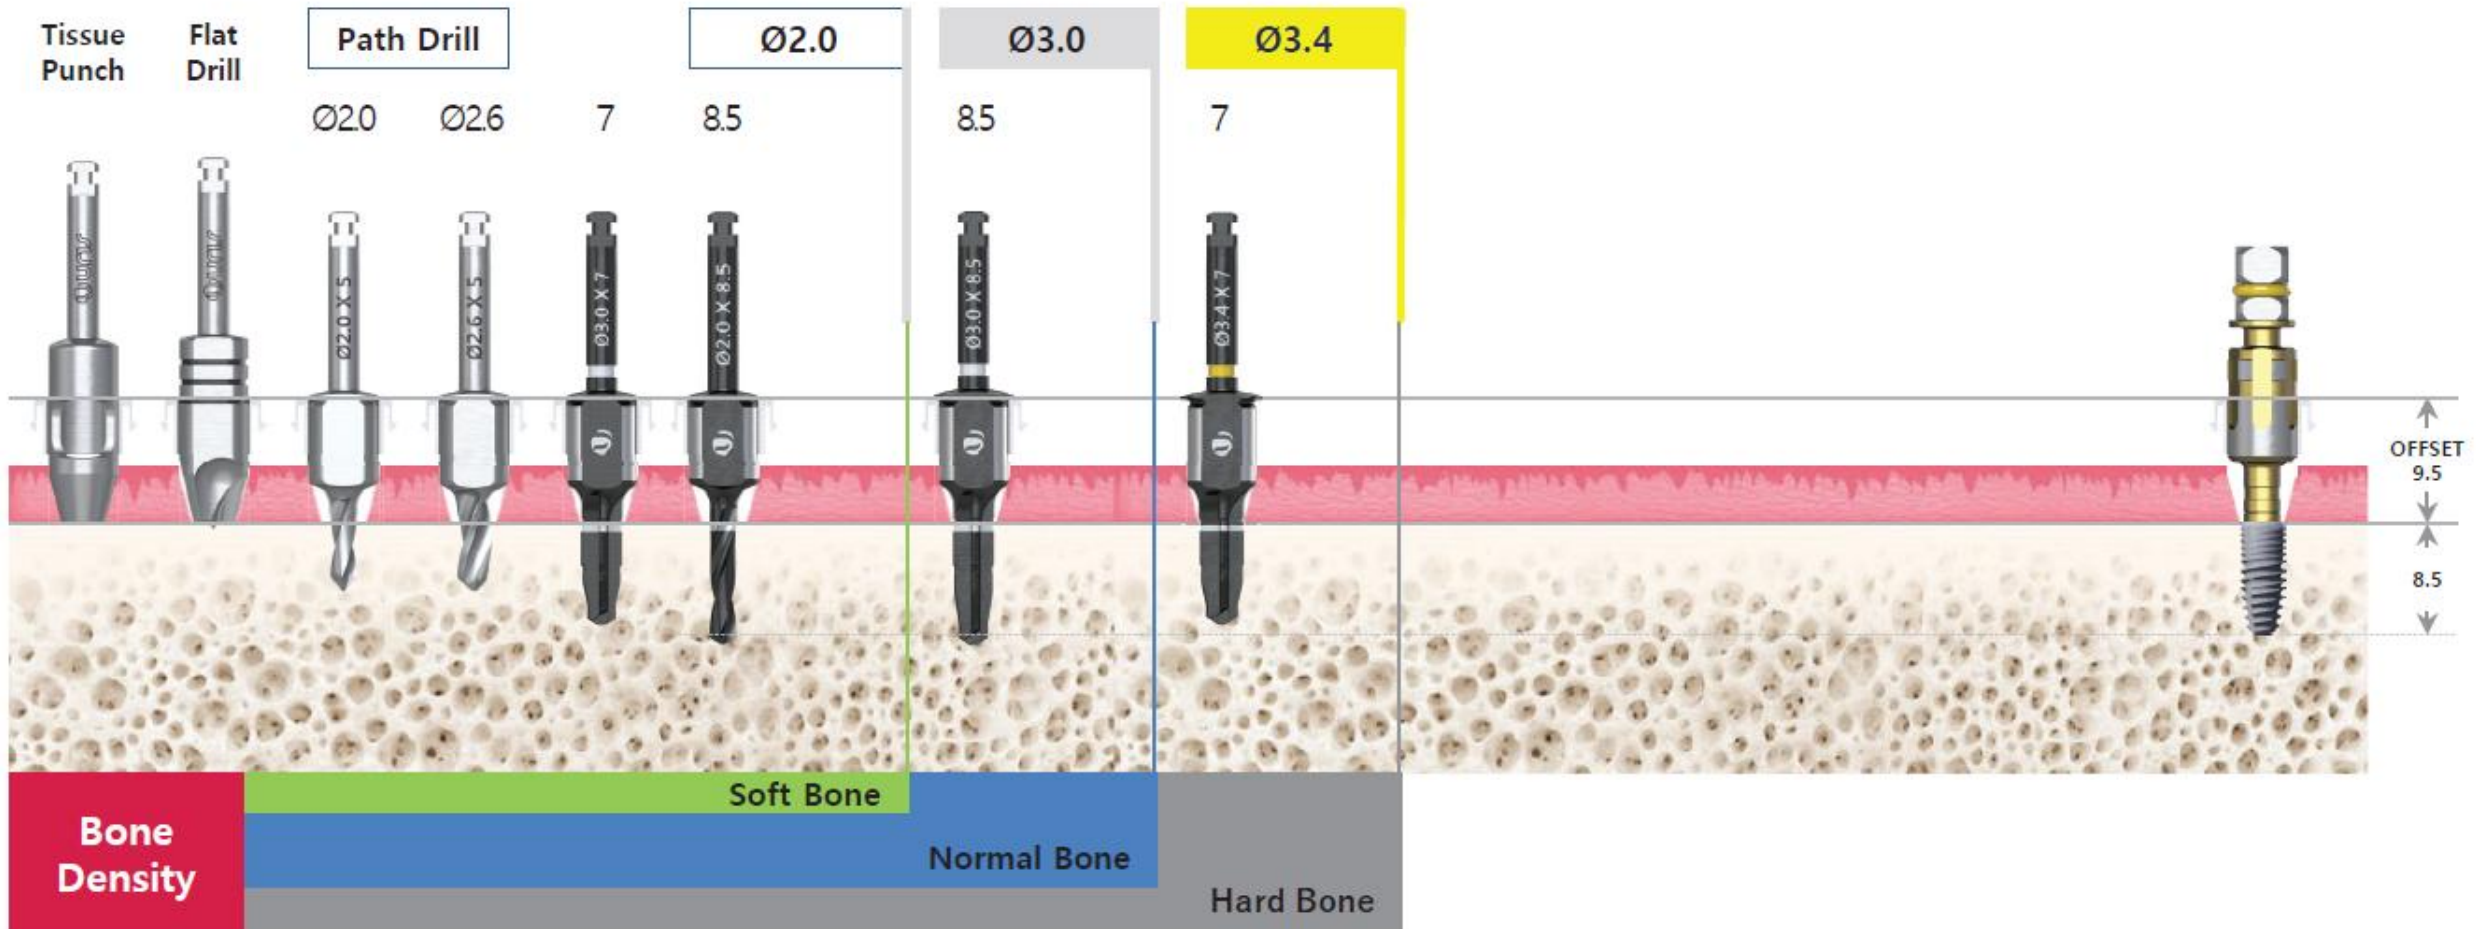 Tissue
Punch
Flat
Drill
Path Drill
Ø2.0
Ø3.0
Ø3.4
Ø2.0
Ø2.6
7
8.5
8.5
7
Ø2.0 X 5
Ø2.6 X 5
Ø3.0 X 7
Ø2.0 X 8.5
Ø3.0 X 8.5
Ø3.4 X 7
OFFSET
9.5
8.5
Soft Bone
Bone
Density
Normal Bone
Hard Bone